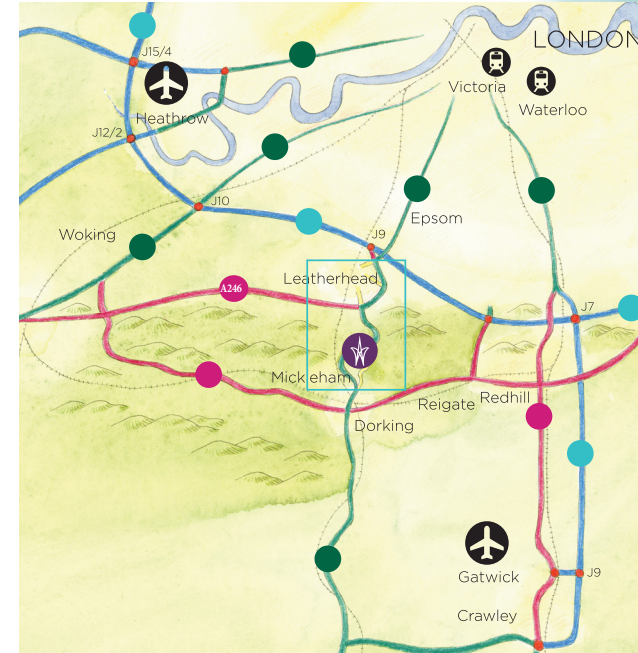 LONDON
J15/4
Victoria
Waterloo
Heathrow
J12/2
J10
Epsom
Woking
J9
Leatherhead
A246
J7
Mickleham
Redhill
Reigate
Dorking
Gatwick
J9
Crawley